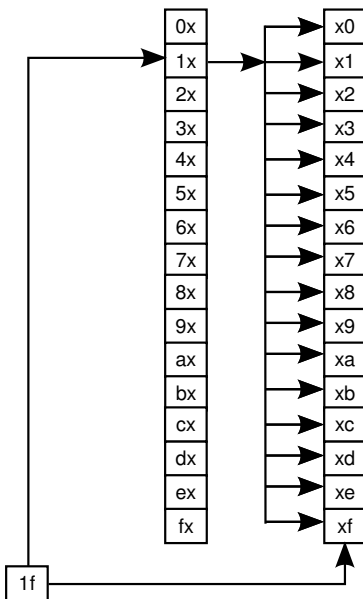 0x x0
1x x1
2x x2
3x x3
4x x4
5x x5
6x x6
7x x7
8x x8
9x x9
ax xa
bx xb
cx xc
dx xd
ex xe
fx xf
1f